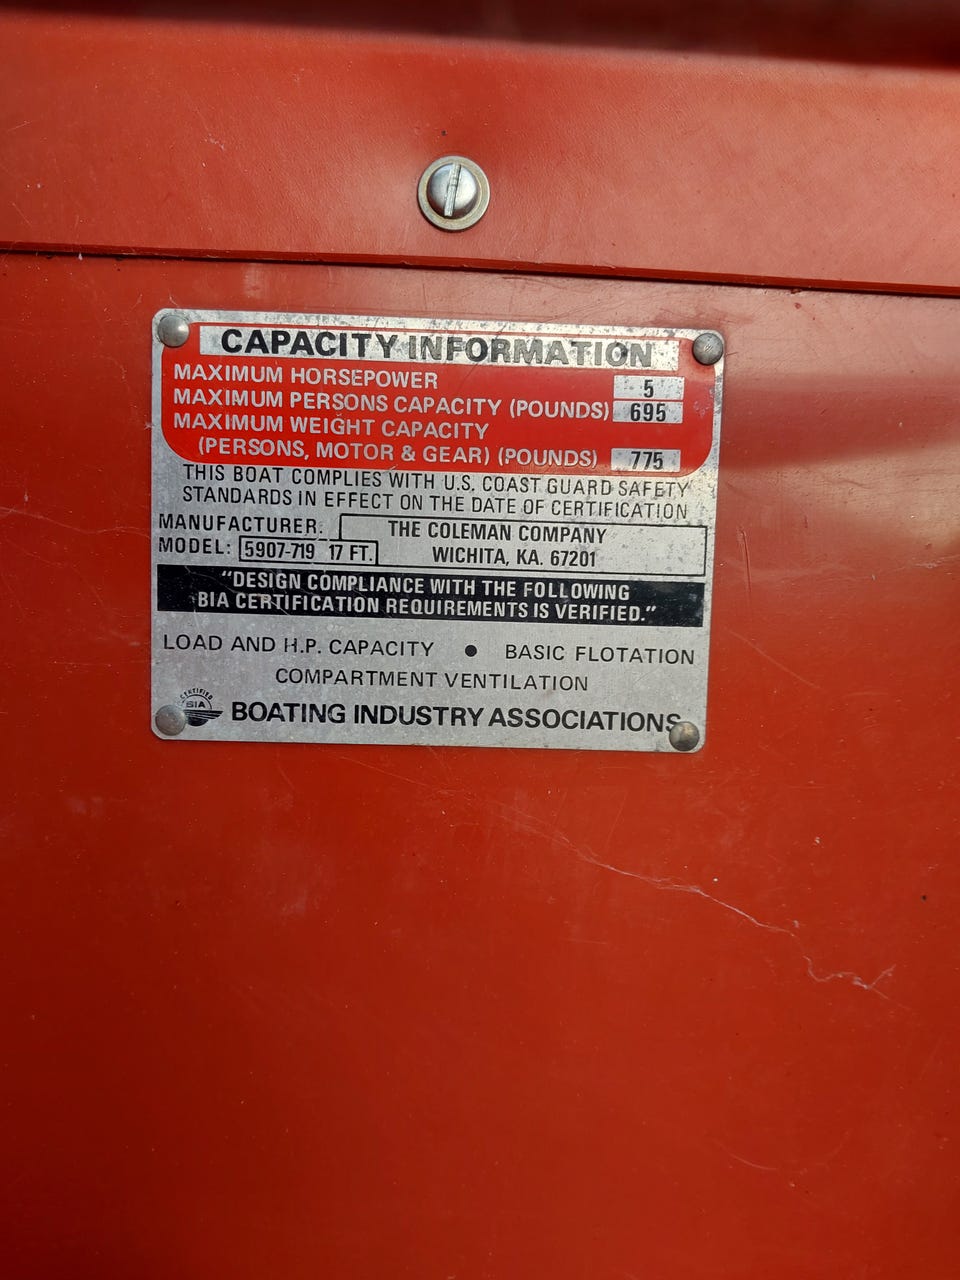 CAPACITY INFORMATION
MAXIMUM HORSEPOWER 5
MAXIMUM PERSONS CAPACITY (POUNDS) 695
MAXIMUM WEIGHT CAPACITY
(PERSONS, MOTOR & GEAR) (POUNDS) 775
THIS BOAT COMPLIES WITH U.S. COAST GUARD SAFETY
STANDARDS IN EFFECT ON THE DATE OF CERTIFICATION
MANUFACTURER: THE COLEMAN COMPANY
MODEL: 5907-719 17 FT. WICHITA, KA. 67201
"DESIGN COMPLIANCE WITH THE FOLLOWING
BIA CERTIFICATION REQUIREMENTS IS VERIFIED."
LOAD AND H.P. CAPACITY • BASIC FLOTATION
COMPARTMENT VENTILATION
CERTIFIED
BIA
BOATING INDUSTRY ASSOCIATIONS